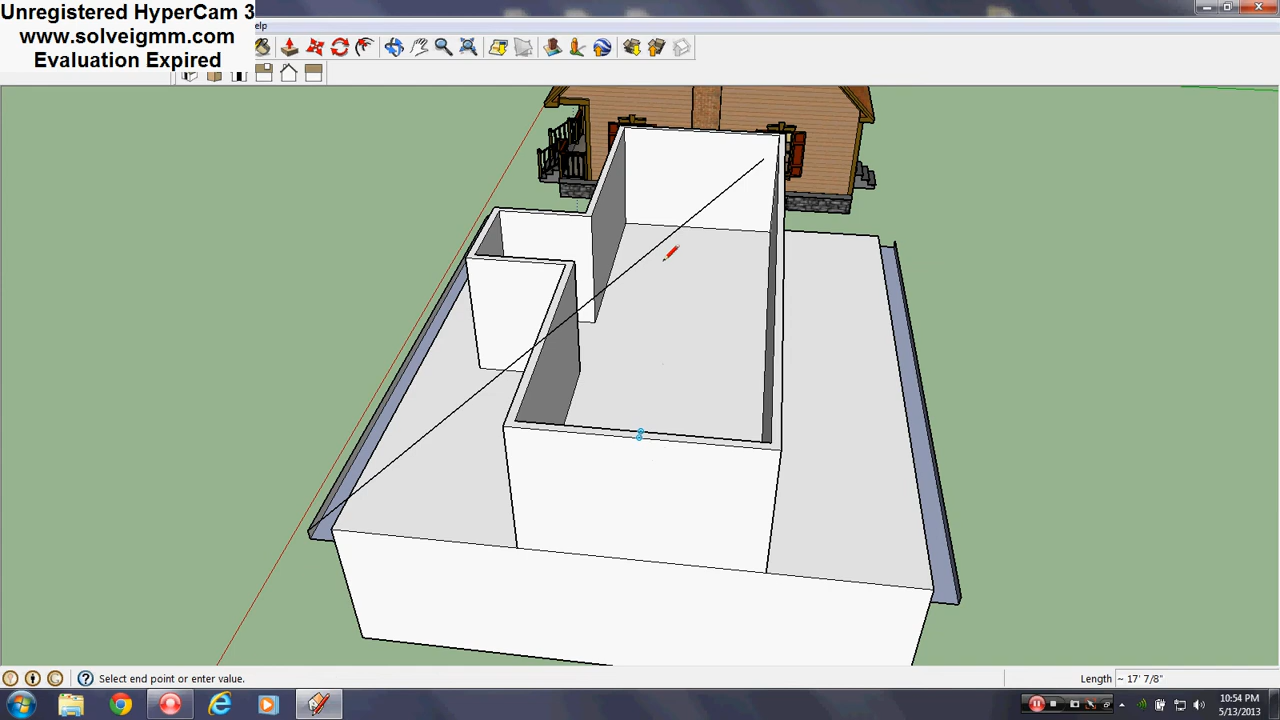 Unregistered HyperCam 3
www.solveigmm.com
Evaluation Expired
elp
Select end point or enter value.
Length
~ 17' 7/8"
10:54 PM
5/13/2013